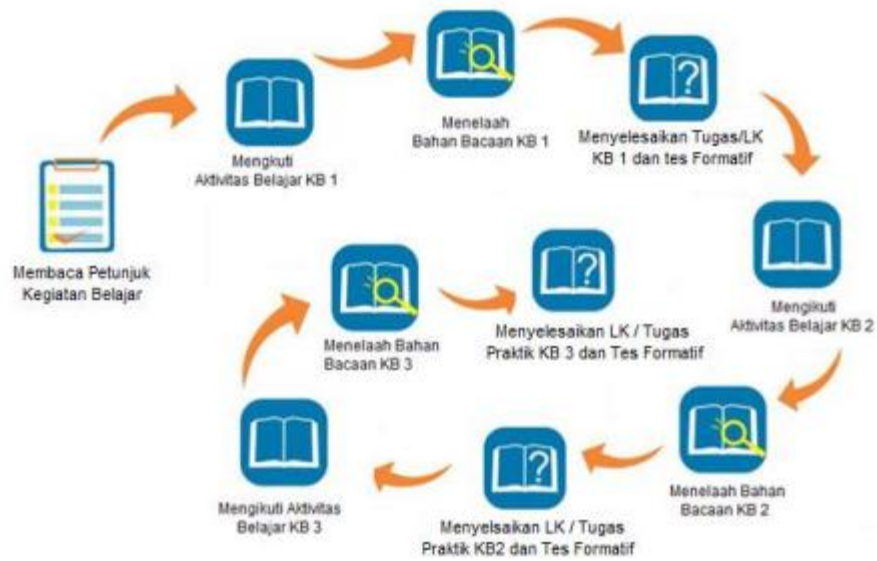 Membaca Petunjuk
Kegiatan Belajar
Mengkuti
Aktivitas Belajar KB 1
Menelaah
Bahan Bacaan KB 1
Menyelesaikan Tugas/LK
KB 1 dan tes Formatif
Mengikuti
Aktivitas Belajar KB 2
Menelaah Bahan
Bacaan KB 2
Menyelsaikan LK / Tugas
Praktik KB2 dan Tes Formatif
Mengikuti Aktivitas
Belajar KB 3
Menelaah Bahan
Bacaan KB 3
Menyelesaikan LK / Tugas
Praktik KB 3 dan Tes Formatif